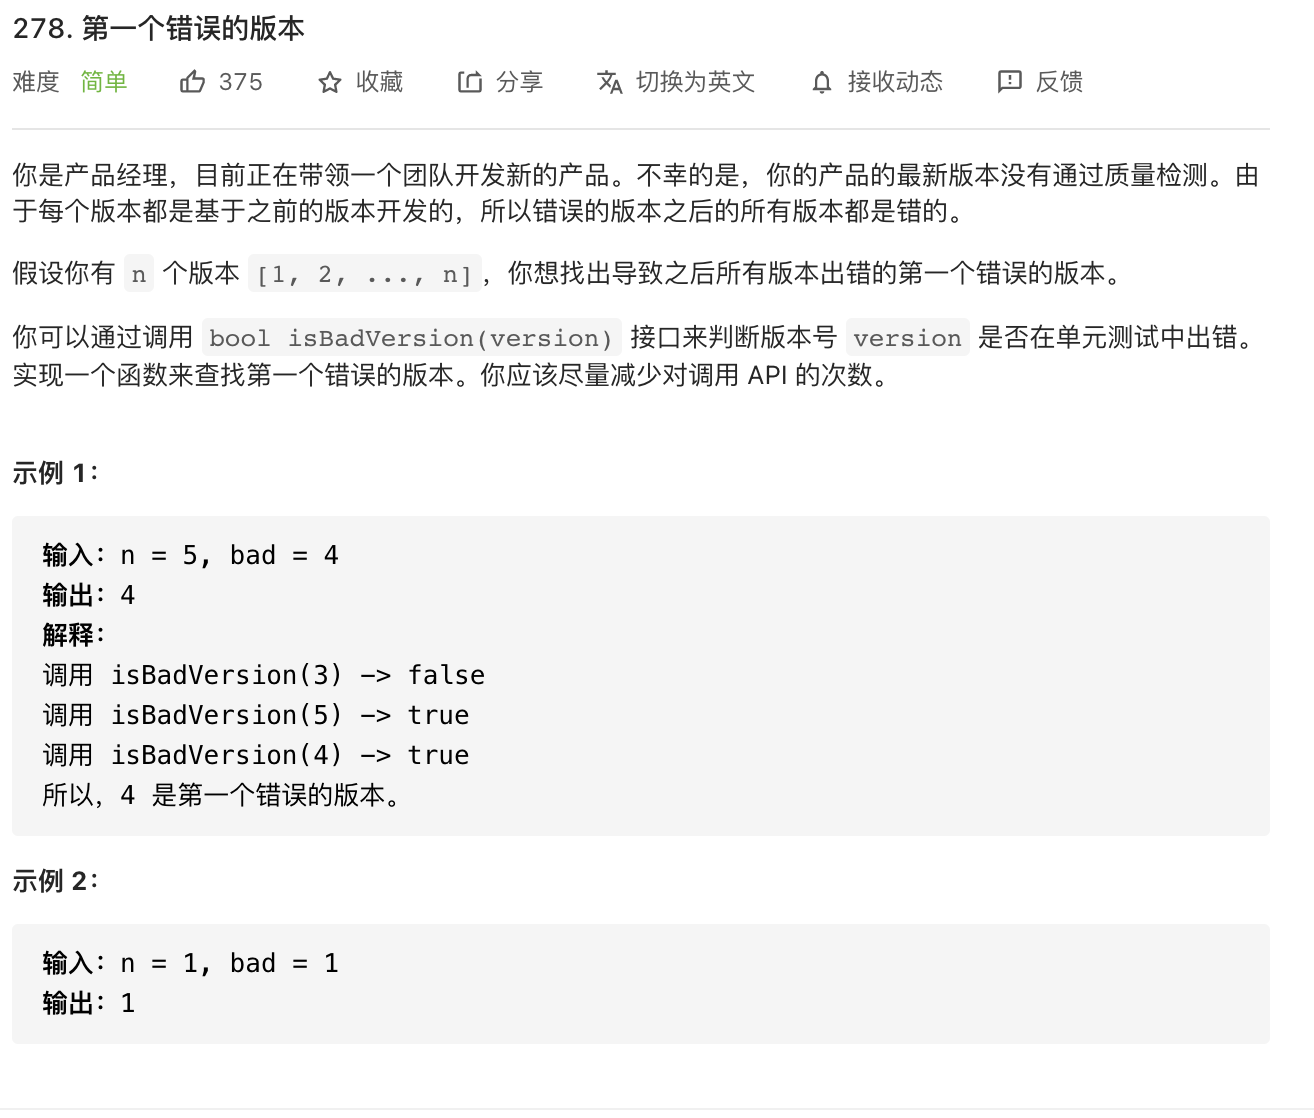 278. 第一个错误的版本
难度 简单 375 收藏 分享 切换为英文 接收动态 反馈
你是产品经理，目前正在带领一个团队开发新的产品。不幸的是，你的产品的最新版本没有通过质量检测。由
于每个版本都是基于之前的版本开发的，所以错误的版本之后的所有版本都是错的。
假设你有 n 个版本 [1, 2, ..., n]，你想找出导致之后所有版本出错的第一个错误的版本。
你可以通过调用 bool isBadVersion(version) 接口来判断版本号 version 是否在单元测试中出错。
实现一个函数来查找第一个错误的版本。你应该尽量减少对调用 API 的次数。
示例 1：
输入：n = 5, bad = 4
输出：4
解释：
调用 isBadVersion(3) -> false
调用 isBadVersion(5) -> true
调用 isBadVersion(4) -> true
所以，4 是第一个错误的版本。
示例 2：
输入：n = 1, bad = 1
输出：1